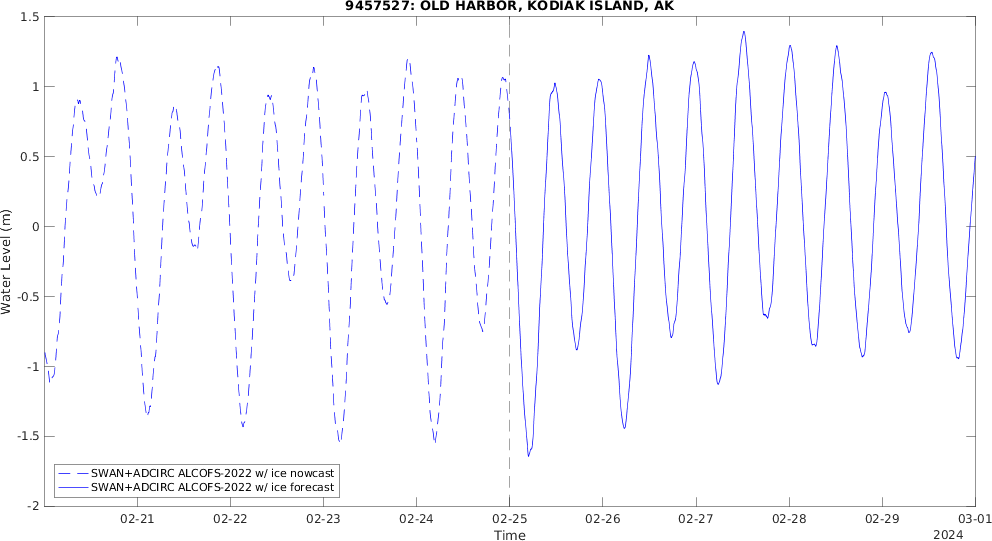 9457527: OLD HARBOR, KODIAK ISLAND, AK
1.5
1
0.5
0
-0.5
-1
-1.5
-2
Water Level (m)
SWAN+ADCIRC ALCOFS-2022 w/ ice nowcast
SWAN+ADCIRC ALCOFS-2022 w/ ice forecast
02-21 02-22 02-23 02-24 02-25 02-26 02-27 02-28 02-29 03-01
Time
2024